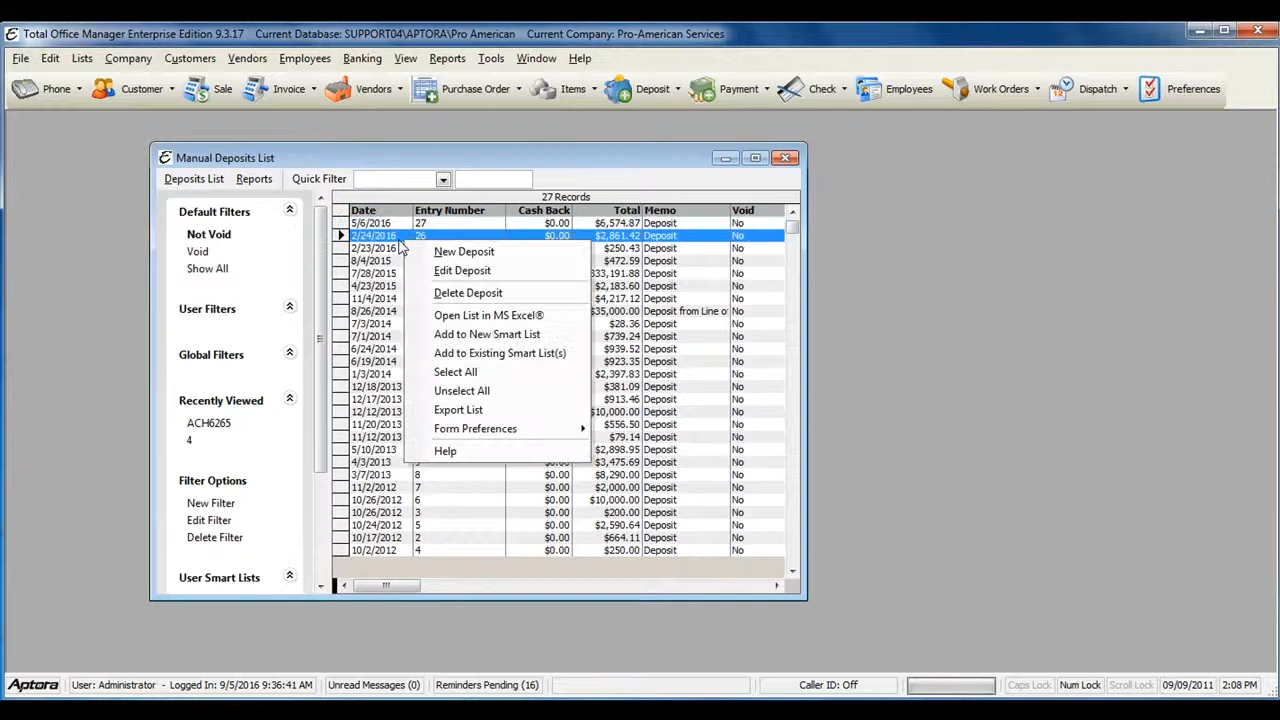 Total Office Manager Enterprise Edition 9.3.17 Current Database: SUPPORT04\APTORA\Pro American Current Company: Pro-American Services
File Edit Lists Company Customers Vendors Employees Banking View Reports Tools Window Help
Phone Customer Sale Invoice Vendors Purchase Order Items Deposit Payment Check Employees Work Orders Dispatch Preferences
Manual Deposits List
Deposits List Reports Quick Filter
27 Records
Default Filters
Not Void
Void
Show All
User Filters
Global Filters
Recently Viewed
ACH6265
4
Filter Options
New Filter
Edit Filter
Delete Filter
User Smart Lists
Date Entry Number Cash Back Total Memo Void
5/6/2016 27 $0.00 $6,574.87 Deposit No
2/24/2016 26 $0.00 $2,861.42 Deposit No
2/23/2016 $250.43 Deposit No
8/4/2015 $472.59 Deposit No
7/28/2015 333,191.88 Deposit No
4/23/2015 $2,183.60 Deposit No
11/4/2014 $4,217.12 Deposit No
8/26/2014 $35,000.00 Deposit from Line o No
7/3/2014 $28.36 Deposit No
7/1/2014 $739.24 Deposit No
6/24/2014 $939.52 Deposit No
6/19/2014 $923.35 Deposit No
1/3/2014 $2,397.83 Deposit No
12/18/2013 $381.09 Deposit No
12/17/2013 $913.46 Deposit No
12/12/2013 $10,000.00 Deposit No
11/20/2013 $556.50 Deposit No
11/12/2013 $79.14 Deposit No
5/10/2013 $2,898.95 Deposit No
4/3/2013 $3,475.69 Deposit No
3/7/2013 8 $0.00 $8,290.00 Deposit No
11/2/2012 7 $0.00 $2,000.00 Deposit No
10/26/2012 6 $0.00 $10,000.00 Deposit No
10/26/2012 3 $0.00 $200.00 Deposit No
10/24/2012 5 $0.00 $2,590.64 Deposit No
10/17/2012 2 $0.00 $664.11 Deposit No
10/2/2012 4 $0.00 $250.00 Deposit No
New Deposit
Edit Deposit
Delete Deposit
Open List in MS Excel®
Add to New Smart List
Add to Existing Smart List(s)
Select All
Unselect All
Export List
Form Preferences
Help
Aptora User: Administrator - Logged In: 9/5/2016 9:36:41 AM Unread Messages (0) Reminders Pending (16) Caller ID: Off Caps Lock Num Lock Scroll Lock 09/09/2011 2:08 PM